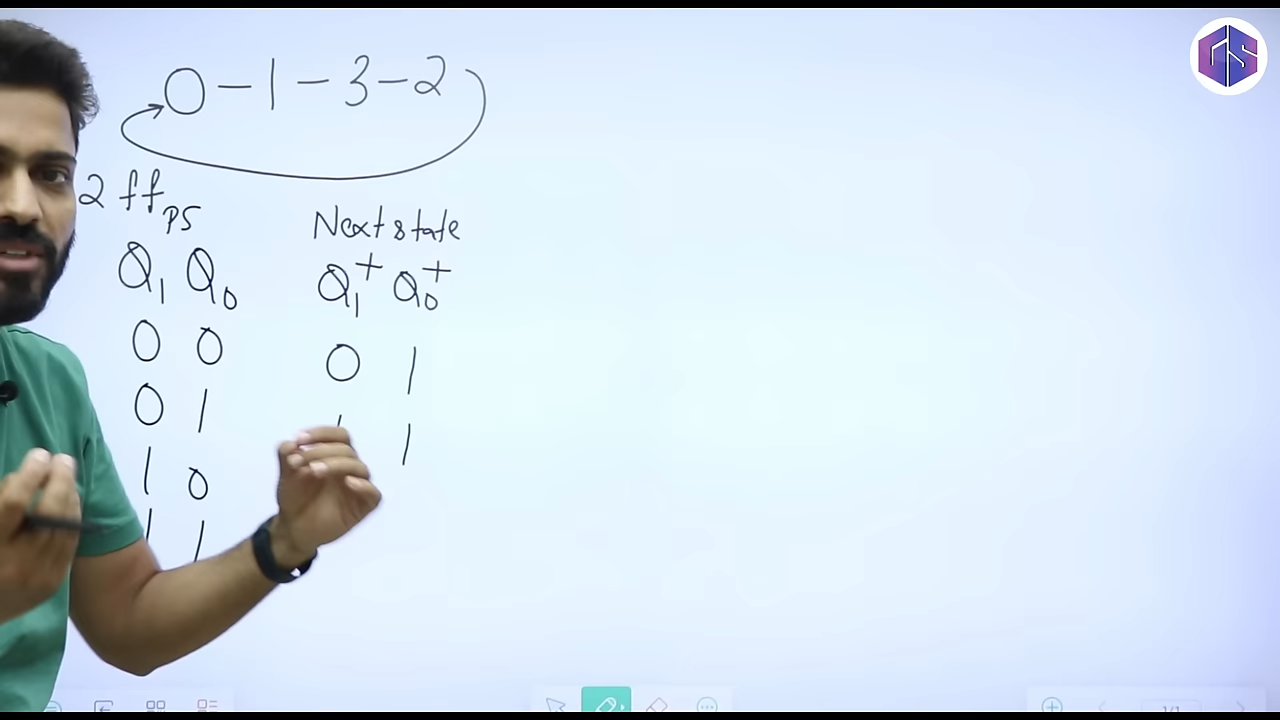 0 – 1 – 3 – 2
2 ff
PS Next state
Q1 Q0 Q1+ Q0+
0 0 0 1
0 1 1 1
1 0
1 1